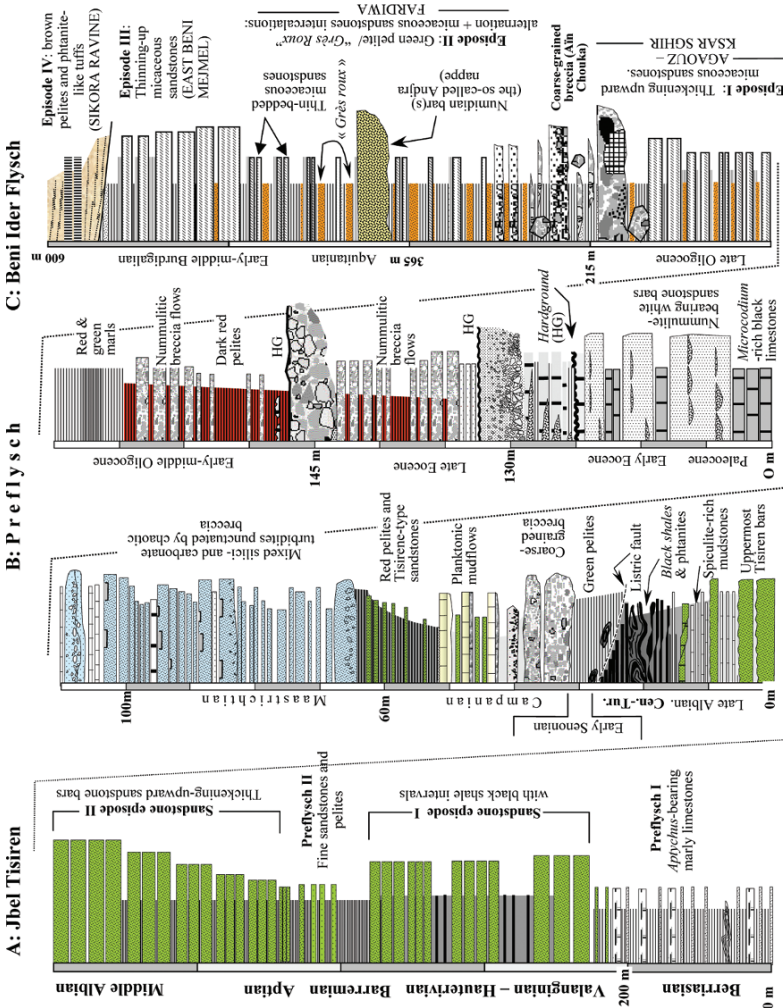 C: Beni Ider Flysch
600 m
Early-middle Burdigalian
Aquitanian
365 m
215 m
Late Oligocene
Episode IV: brown
pelites and phtanite-
like tuffs
(SIKORA RAVINE)
Episode III:
Thinning-up
micaceous
sandstones
(EAST BENI
MEJMEL)
Thin-bedded
micaceous
sandstones
« Grès roux »
Numidian bar(s)
(the so-called Andjra
nappe)
Episode II: Green pelite/ "Grès Roux"
alternation + micaceous sandstones intercalations:
FARDIWA
Coarse-grained
breccia (Aïn
Chouka)
Episode I: Thickening upward
micaceous sandstones.
AGAOUZ –
KSAR SGHIR
B: Preflysch
Early-middle Oligocene
145 m
Late Eocene
130m
Early Eocene
Paleocene
O m
Red &
green
marls
Nummulitic
breccia flows
Dark red
pelites
HG
Nummulitic
breccia
flows
HG
Hardground
(HG)
Nummulite-
bearing white
sandstone bars
Microcodium
-rich black
limestones
100m
Maastrichtian
60m
Campanian
Early Senonian
Cen.-Tur.
Late Albian.
0m
Mixed silici- and carbonate
turbidites punctuated by chaotic
breccia
Red pelites and
Tisirene-type
sandstones
Planktonic
mudflows
Coarse-
grained
breccia
Green pelites
Listric fault
Black shales
& phtanites
Spiculite-rich
mudstones
Uppermost
Tisiren bars
A: Jbel Tisiren
Middle Albian
Aptian
Barremian
Valanginian – Hauterivian
200 m
Berriasian
0 m
Sandstone episode II
Thickening-upward sandstone bars
Preflysch II
Fine sandstones and
pelites
Sandstone episode I
with black shale intervals
Preflysch I
Aptychus-bearing
marly limestones